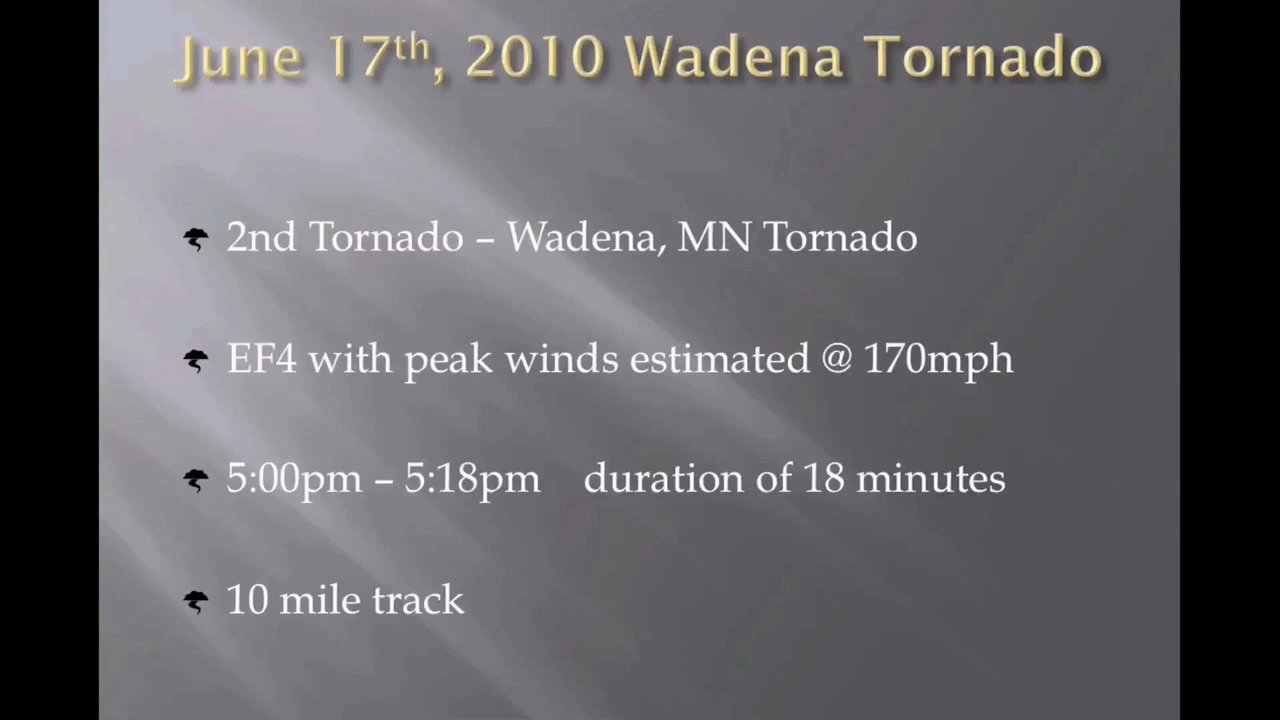 June 17th, 2010 Wadena Tornado
2nd Tornado – Wadena, MN Tornado
EF4 with peak winds estimated @ 170mph
5:00pm – 5:18pm duration of 18 minutes
10 mile track